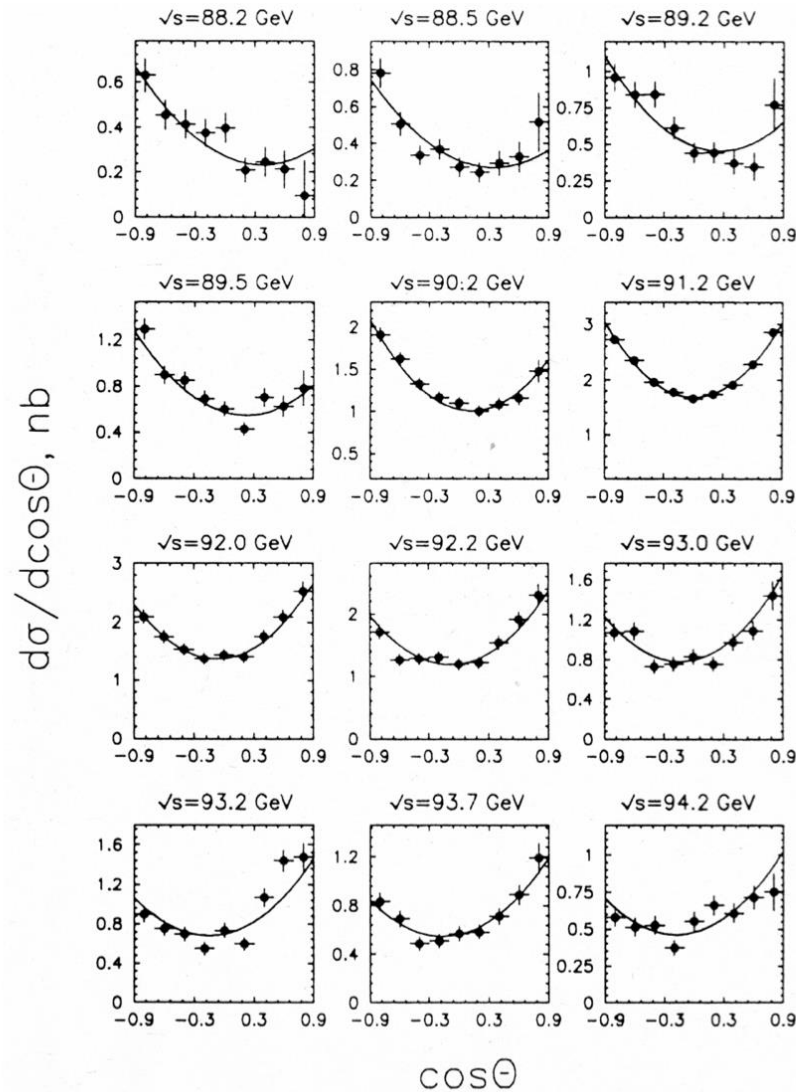 √s=88.2 GeV √s=88.5 GeV √s=89.2 GeV
0.6 0.4 0.2 0
0.8 0.6 0.4 0.2 0
1 0.75 0.5 0.25 0
−0.9 −0.3 0.3 0.9 −0.9 −0.3 0.3 0.9 −0.9 −0.3 0.3 0.9
√s=89.5 GeV √s=90.2 GeV √s=91.2 GeV
1.2 0.8 0.4 0
2 1.5 1 0.5
3 2 1
−0.9 −0.3 0.3 0.9 −0.9 −0.3 0.3 0.9 −0.9 −0.3 0.3 0.9
dσ/dcosΘ, nb
√s=92.0 GeV √s=92.2 GeV √s=93.0 GeV
3 2 1 0
2 1 0
1.6 1.2 0.8 0.4 0
−0.9 −0.3 0.3 0.9 −0.9 −0.3 0.3 0.9 −0.9 −0.3 0.3 0.9
√s=93.2 GeV √s=93.7 GeV √s=94.2 GeV
1.6 1.2 0.8 0.4 0
1.2 0.8 0.4 0
1 0.75 0.5 0.25 0
−0.9 −0.3 0.3 0.9 −0.9 −0.3 0.3 0.9 −0.9 −0.3 0.3 0.9
cosΘ